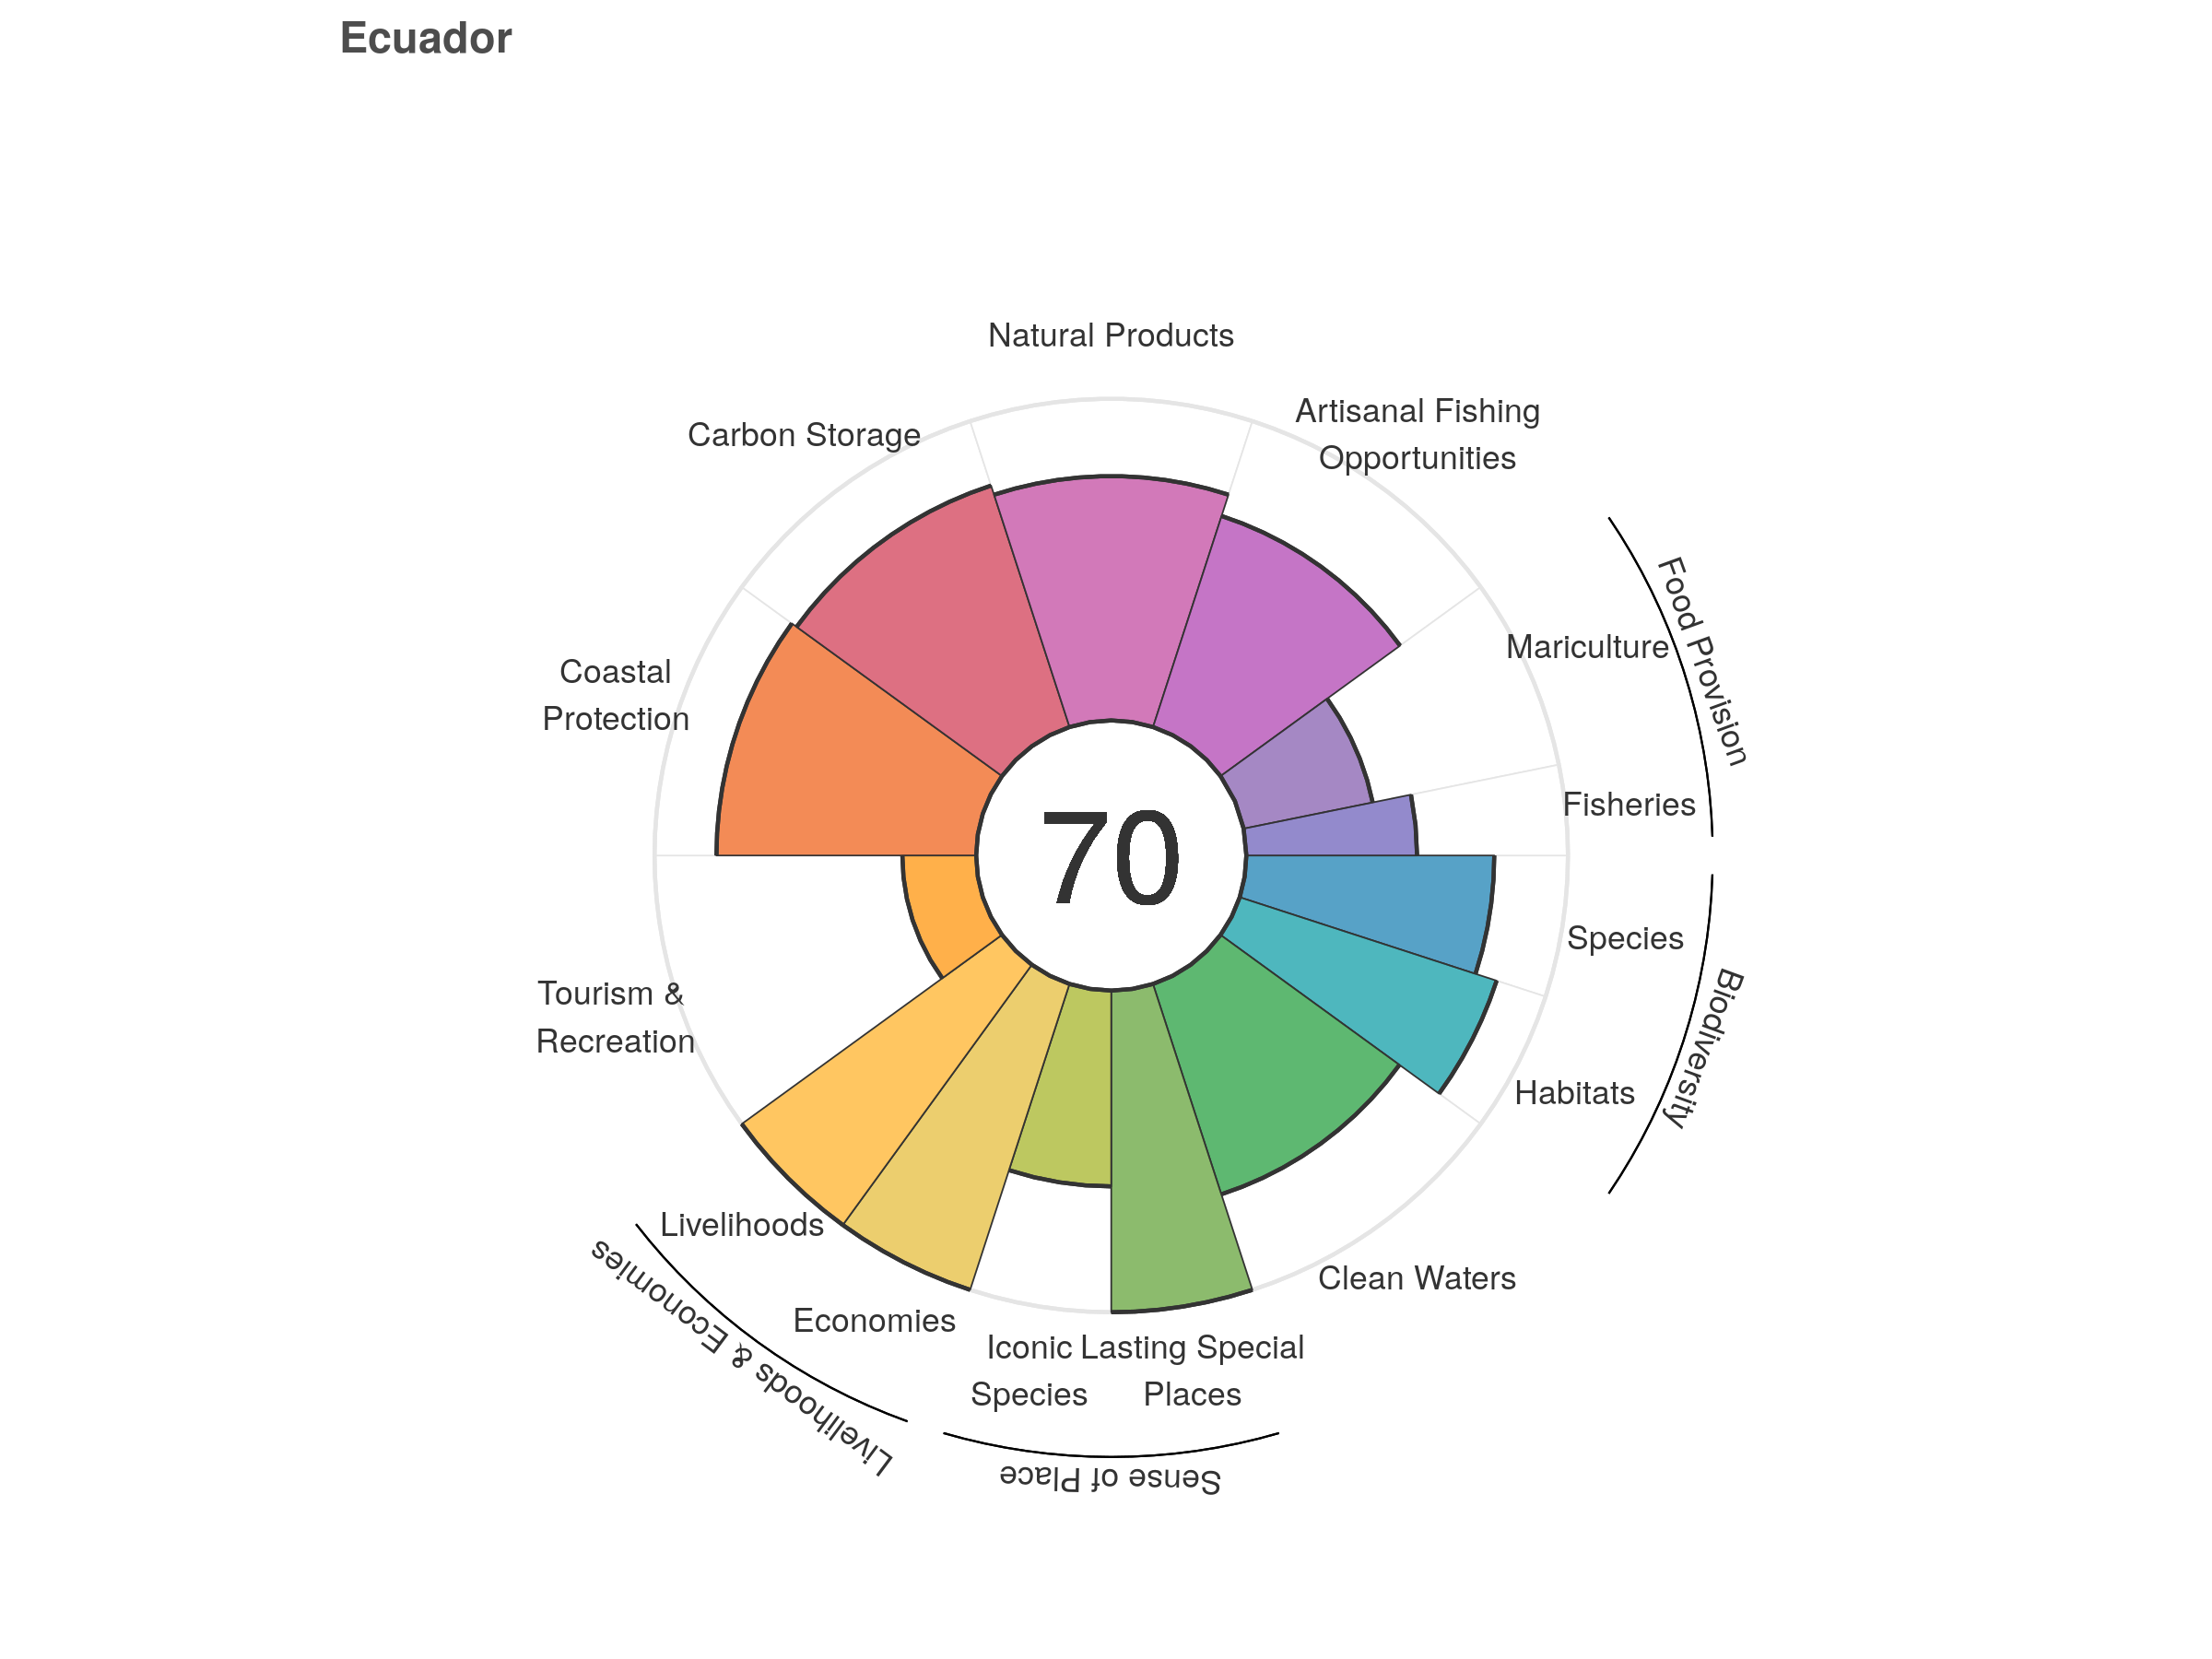 Ecuador
Natural Products
Artisanal Fishing
Opportunities
Carbon Storage
Food Provision
Mariculture
Coastal
Protection
Fisheries
70
Species
Biodiversity
Tourism &
Recreation
Habitats
Livelihoods
Clean Waters
Economies
Livelihoods & Economies
Iconic
Species
Lasting Special
Places
Sense of Place